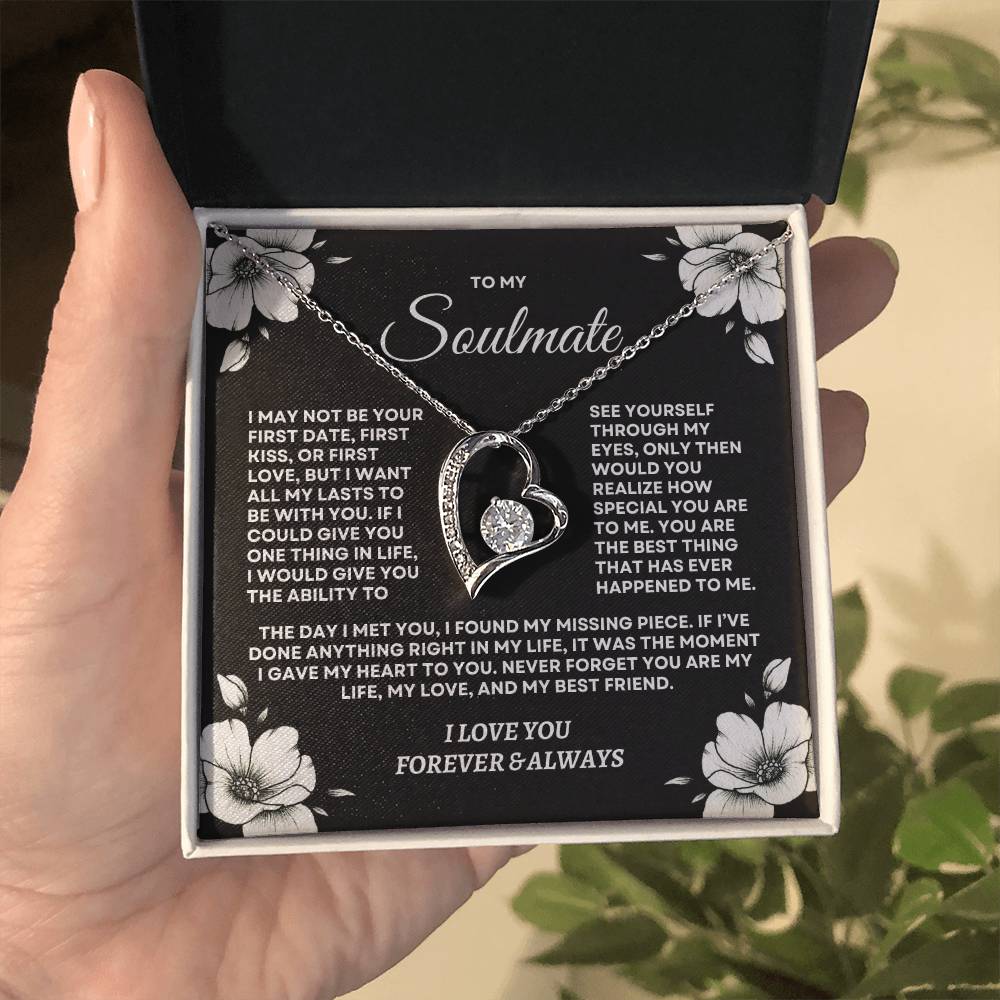 TO MY
Soulmate
I MAY NOT BE YOUR
FIRST DATE, FIRST
KISS, OR FIRST
LOVE, BUT I WANT
ALL MY LASTS TO
BE WITH YOU. IF I
COULD GIVE YOU
ONE THING IN LIFE,
I WOULD GIVE YOU
THE ABILITY TO
SEE YOURSELF
THROUGH MY
EYES, ONLY THEN
WOULD YOU
REALIZE HOW
SPECIAL YOU ARE
TO ME. YOU ARE
THE BEST THING
THAT HAS EVER
HAPPENED TO ME.
THE DAY I MET YOU, I FOUND MY MISSING PIECE. IF I’VE
DONE ANYTHING RIGHT IN MY LIFE, IT WAS THE MOMENT
I GAVE MY HEART TO YOU. NEVER FORGET YOU ARE MY
LIFE, MY LOVE, AND MY BEST FRIEND.
I LOVE YOU
FOREVER & ALWAYS